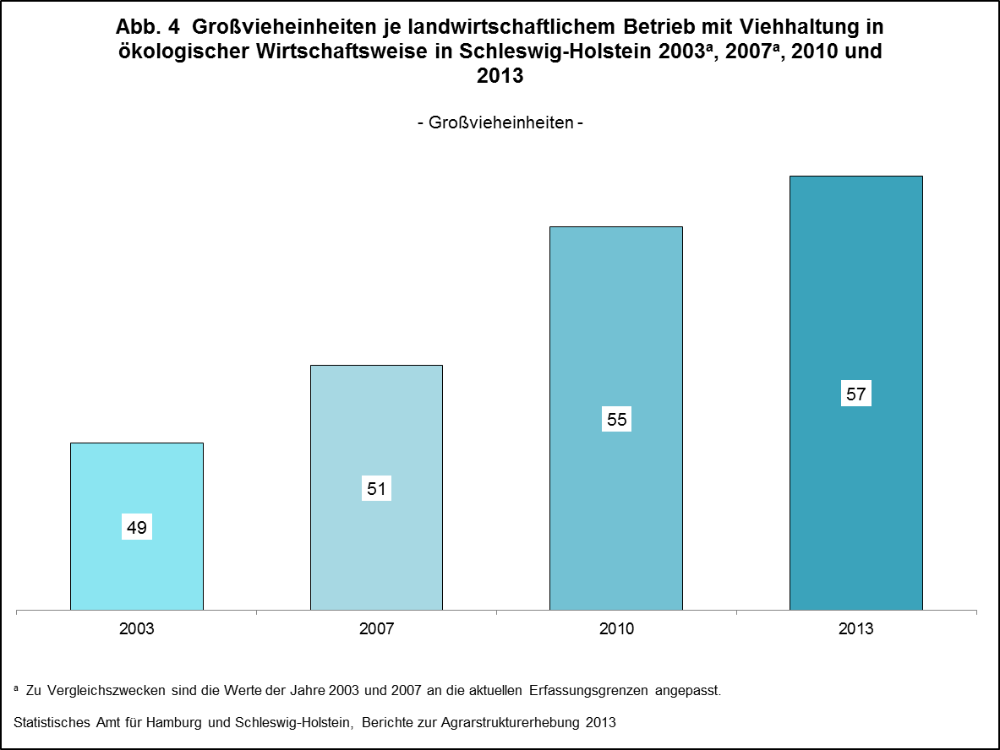 Abb. 4  Großvieheinheiten je landwirtschaftlichem Betrieb mit Viehhaltung in
ökologischer Wirtschaftsweise in Schleswig-Holstein 2003ª, 2007ª, 2010 und
2013
- Großvieheinheiten -
57
55
51
49
2003 2007 2010 2013
ª Zu Vergleichszwecken sind die Werte der Jahre 2003 und 2007 an die aktuellen Erfassungsgrenzen angepasst.
Statistisches Amt für Hamburg und Schleswig-Holstein, Berichte zur Agrarstrukturerhebung 2013